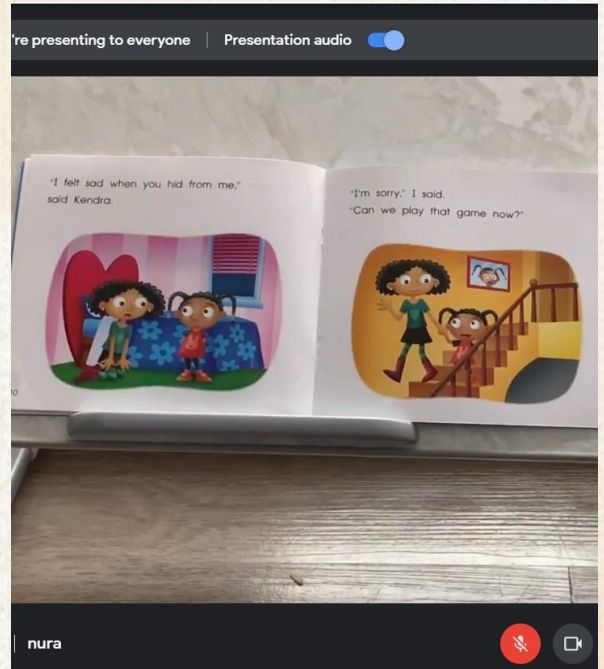 're presenting to everyone | Presentation audio
"I felt sad when you hid from me,"
said Kendra.
"I'm sorry," I said.
"Can we play that game now?"
10
nura